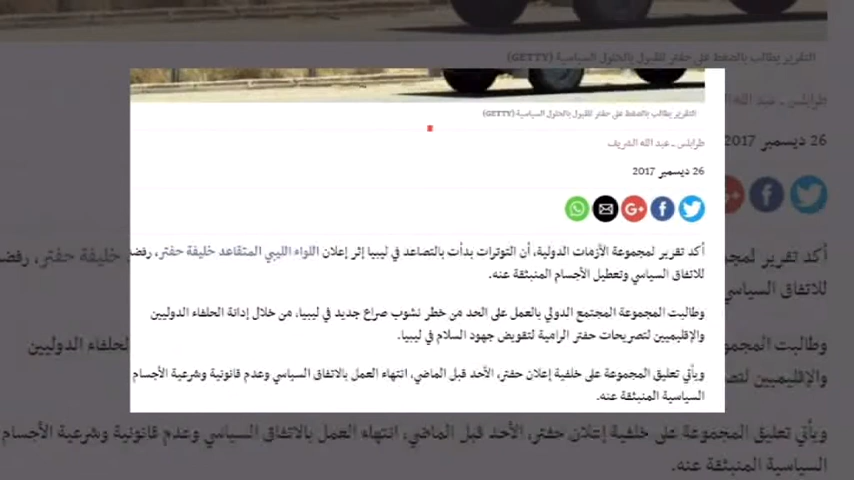 التقرير يطالب بالضغط على حفتر للقبول بالحلول السياسية (GETTY)
طرابلس ـ عبد الله الشريف
26 ديسمبر 2017
أكد تقرير لمجموعة الأزمات الدولية، أن التوترات بدأت بالتصاعد في ليبيا إثر إعلان اللواء الليبي المتقاعد خليفة حفتر، رفضه
للاتفاق السياسي وتعطيل الأجسام المنبثقة عنه.
وطالبت المجموعة المجتمع الدولي بالعمل على الحد من خطر نشوب صراع جديد في ليبيا، من خلال إدانة الحلفاء الدوليين
والإقليميين لتصريحات حفتر الرامية لتقويض جهود السلام في ليبيا.
ويأتي تعليق المجموعة على خلفية إعلان حفتر، الأحد قبل الماضي، انتهاء العمل بالاتفاق السياسي وعدم قانونية وشرعية الأجسام
السياسية المنبثقة عنه.